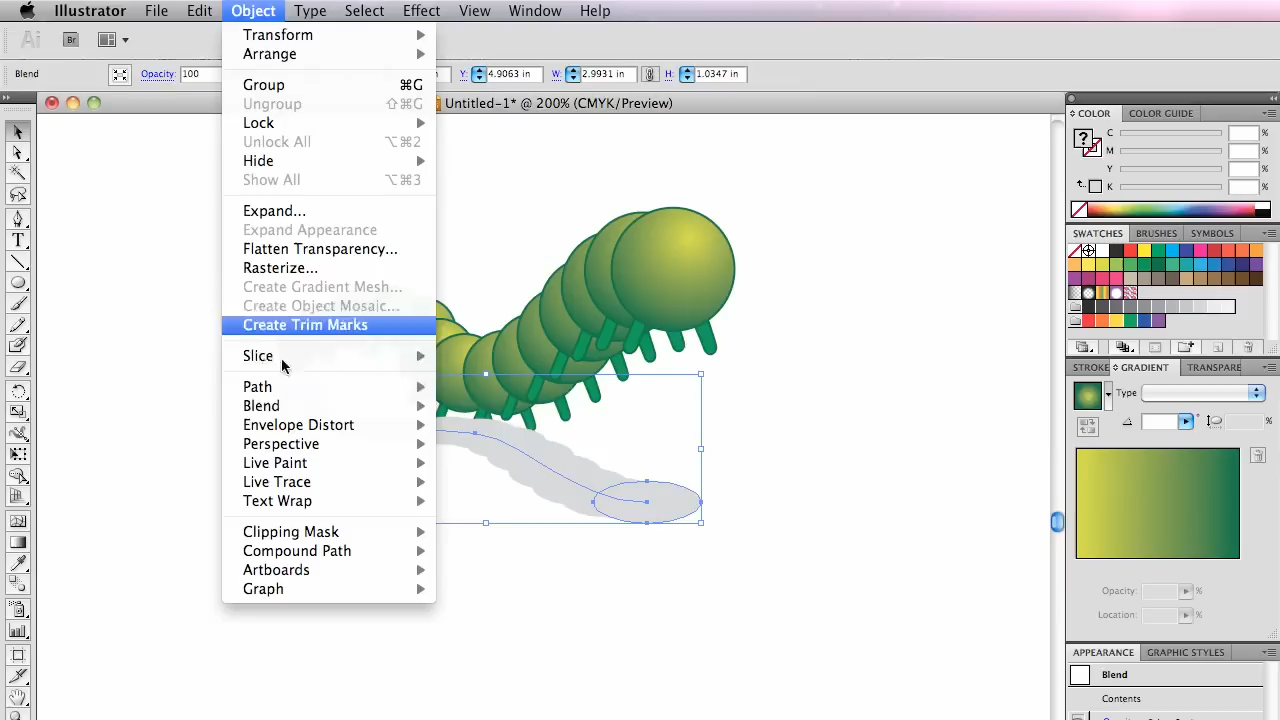 Illustrator File Edit Object Type Select Effect View Window Help
Ai Br
Blend Opacity: 100 Y: 4.9063 in W: 2.9931 in H: 1.0347 in
Untitled-1* @ 200% (CMYK/Preview)
Transform
Arrange
Group ⌘G
Ungroup ⇧⌘G
Lock
Unlock All ⌥⌘2
Hide
Show All ⌥⌘3
Expand...
Expand Appearance
Flatten Transparency...
Rasterize...
Create Gradient Mesh...
Create Object Mosaic...
Create Trim Marks
Slice
Path
Blend
Envelope Distort
Perspective
Live Paint
Live Trace
Text Wrap
Clipping Mask
Compound Path
Artboards
Graph
COLOR COLOR GUIDE
? C %
M %
Y %
K %
SWATCHES BRUSHES SYMBOLS
STROKE GRADIENT TRANSPARE
Type
°
%
Opacity: %
Location: %
APPEARANCE GRAPHIC STYLES
Blend
Contents